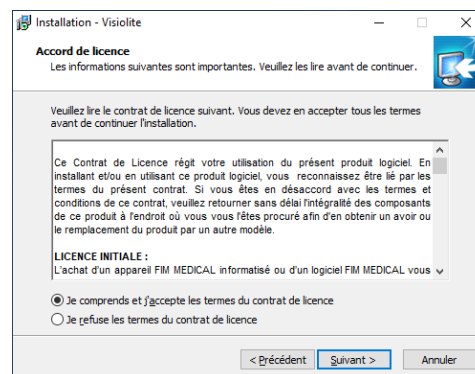 Installation - Visiolite
Accord de licence
Les informations suivantes sont importantes. Veuillez les lire avant de continuer.
Veuillez lire le contrat de licence suivant. Vous devez en accepter tous les termes
avant de continuer l'installation.
Ce Contrat de Licence régit votre utilisation du présent produit logiciel. En
installant et/ou en utilisant ce produit logiciel, vous reconnaissez être lié par les
termes du présent contrat. Si vous êtes en désaccord avec les termes et
conditions de ce contrat, veuillez retourner sans délai l'intégralité des composants
de ce produit à l'endroit où vous vous l'êtes procuré afin d'en obtenir un avoir ou
le remplacement du produit par un autre modèle.
LICENCE INITIALE :
L'achat d'un appareil FIM MEDICAL informatisé ou d'un logiciel FIM MEDICAL vous
Je comprends et j'accepte les termes du contrat de licence
Je refuse les termes du contrat de licence
< Précédent
Suivant >
Annuler